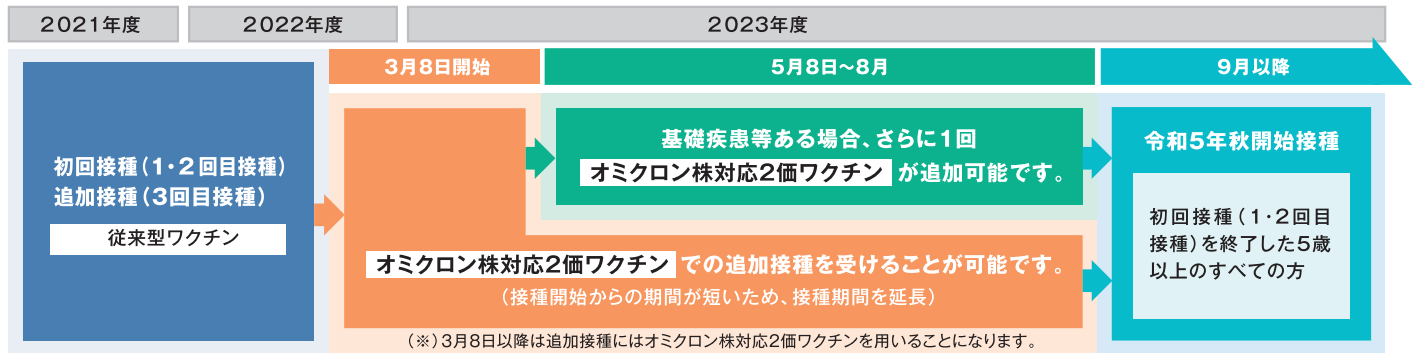 2021年度
2022年度
2023年度
3月8日開始
5月8日～8月
9月以降
初回接種（1・2回目接種）
追加接種（3回目接種）
従来型ワクチン
基礎疾患等ある場合、さらに1回
オミクロン株対応2価ワクチン が追加可能です。
オミクロン株対応2価ワクチン での追加接種を受けることが可能です。
（接種開始からの期間が短いため、接種期間を延長）
（※）3月8日以降は追加接種にはオミクロン株対応2価ワクチンを用いることになります。
令和5年秋開始接種
初回接種（1・2回目
接種）を終了した5歳
以上のすべての方